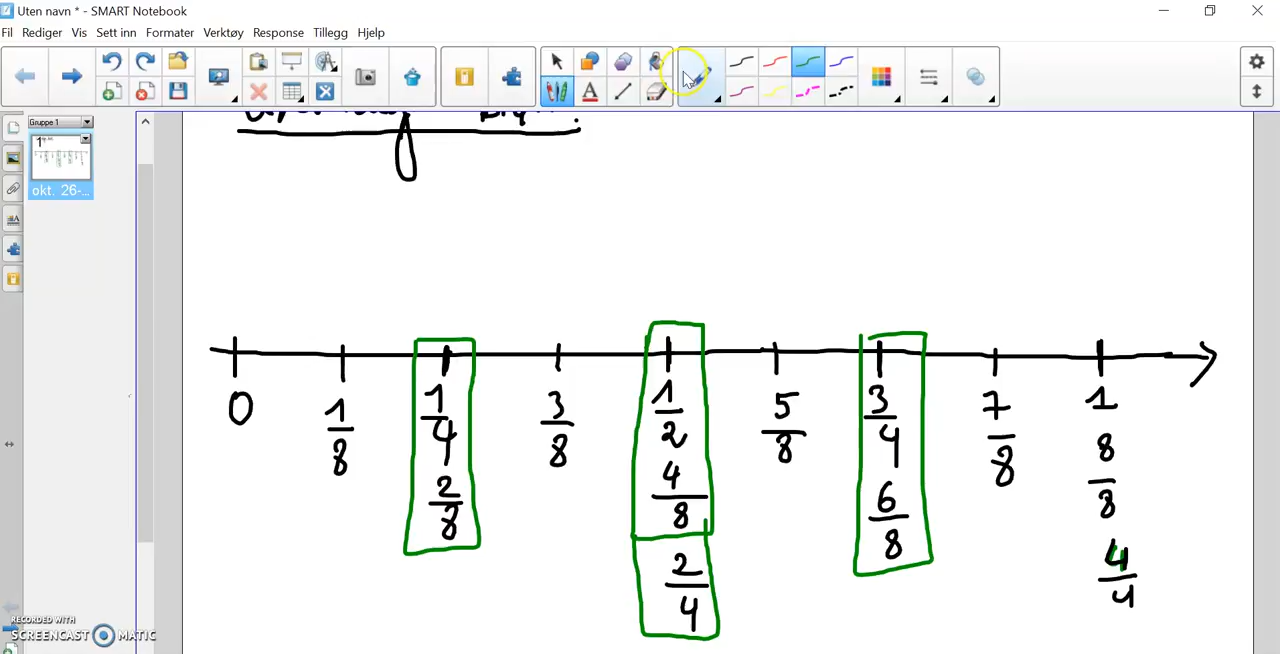 Uten navn * - SMART Notebook
Fil Rediger Vis Sett inn Formater Verktøy Response Tillegg Hjelp
Gruppe 1
1
okt. 26-...
0 1/8 1/4 3/8 1/2 5/8 3/4 7/8 1
2/8 4/8 6/8 8/8
2/4 4/4
RECORDED WITH
SCREENCAST MATIC